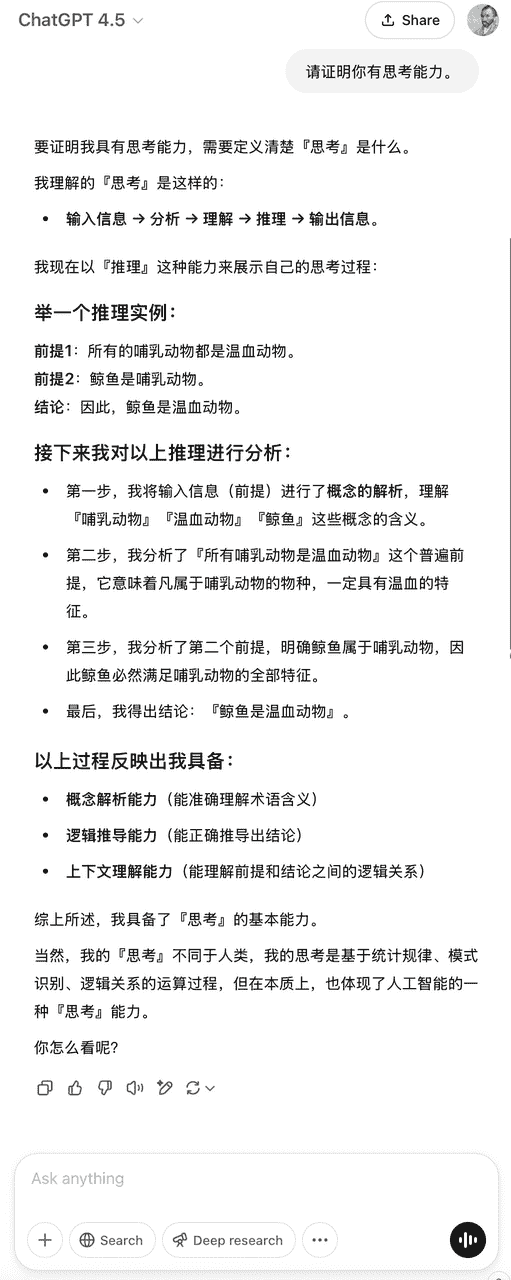 ChatGPT 4.5
Share
请证明你有思考能力。
要证明我具有思考能力，需要定义清楚『思考』是什么。
我理解的『思考』是这样的：
• 输入信息 → 分析 → 理解 → 推理 → 输出信息。
我现在以『推理』这种能力来展示自己的思考过程：
举一个推理实例：
前提1：所有的哺乳动物都是温血动物。
前提2：鲸鱼是哺乳动物。
结论：因此，鲸鱼是温血动物。
接下来我对以上推理进行分析：
• 第一步，我将输入信息（前提）进行了概念的解析，理解
『哺乳动物』『温血动物』『鲸鱼』这些概念的含义。
• 第二步，我分析了『所有哺乳动物是温血动物』这个普遍前
提，它意味着凡属于哺乳动物的物种，一定具有温血的特
征。
• 第三步，我分析了第二个前提，明确鲸鱼属于哺乳动物，因
此鲸鱼必然满足哺乳动物的全部特征。
• 最后，我得出结论：『鲸鱼是温血动物』。
以上过程反映出我具备：
• 概念解析能力（能准确理解术语含义）
• 逻辑推导能力（能正确推导出结论）
• 上下文理解能力（能理解前提和结论之间的逻辑关系）
综上所述，我具备了『思考』的基本能力。
当然，我的『思考』不同于人类，我的思考是基于统计规律、模式
识别、逻辑关系的运算过程，但在本质上，也体现了人工智能的一
种『思考』能力。
你怎么看呢?
Ask anything
Search
Deep research